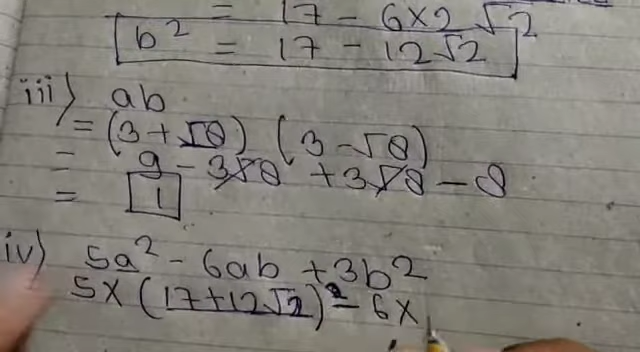 = 17 - 6×2√2
b² = 17 - 12√2
iii) ab
= (3 + √8) (3 - √8)
= 9 - 3√8 + 3√8 - 8
= 1
iv) 5a² - 6ab + 3b²
5× (17+12√2)² - 6×